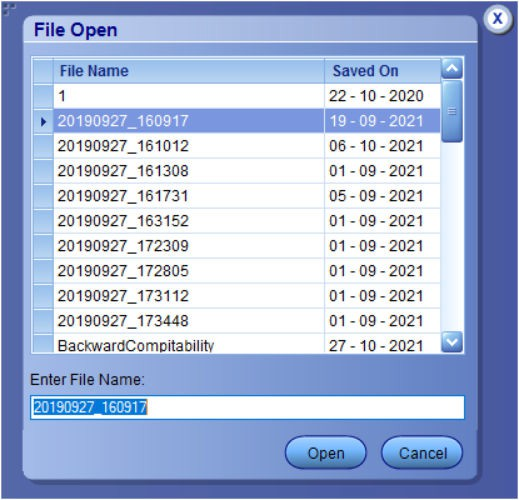 File Open
X
File Name Saved On
1 22 - 10 - 2020
20190927_160917 19 - 09 - 2021
20190927_161012 06 - 10 - 2021
20190927_161308 01 - 09 - 2021
20190927_161731 05 - 09 - 2021
20190927_163152 01 - 09 - 2021
20190927_172309 01 - 09 - 2021
20190927_172805 01 - 09 - 2021
20190927_173112 01 - 09 - 2021
20190927_173448 01 - 09 - 2021
BackwardCompitability 27 - 10 - 2021
Enter File Name:
20190927_160917
Open Cancel